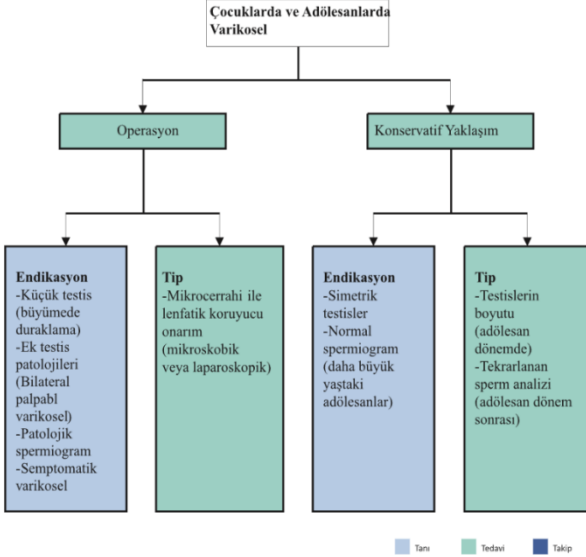 Çocuklarda ve Adölesanlarda
Varikosel
Operasyon
Konservatif Yaklaşım
Endikasyon
-Küçük testis
(büyümede
duraklama)
-Ek testis
patolojileri
(Bilateral
palpabl
varikosel)
-Patolojik
spermiogram
-Semptomatik
varikosel
Tip
-Mikrocerrahi ile
lenfatik koruyucu
onarım
(mikroskobik
veya laparoskopik)
Endikasyon
-Simetrik
testisler
-Normal
spermiogram
(daha büyük
yaştaki
adölesanlar)
Tip
-Testislerin
boyutu
(adölesan
dönemde)
-Tekrarlanan
sperm analizi
(adölesan dönem
sonrası)
Tanı
Tedavi
Takip